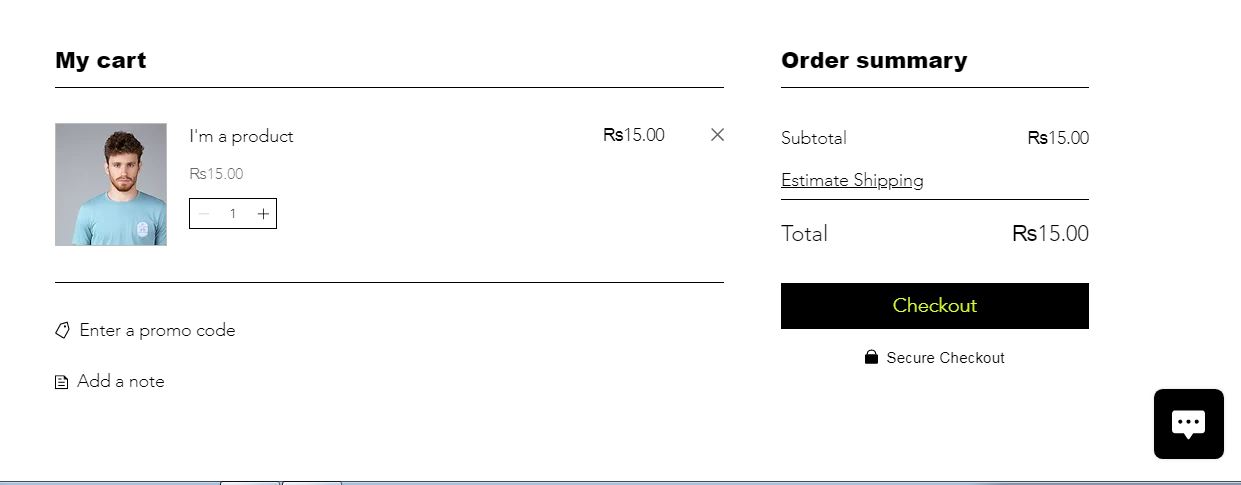 My cart
Order summary
I'm a product
Rs15.00
Rs15.00
1
Enter a promo code
Add a note
Subtotal
Rs15.00
Estimate Shipping
Total
Rs15.00
Checkout
Secure Checkout